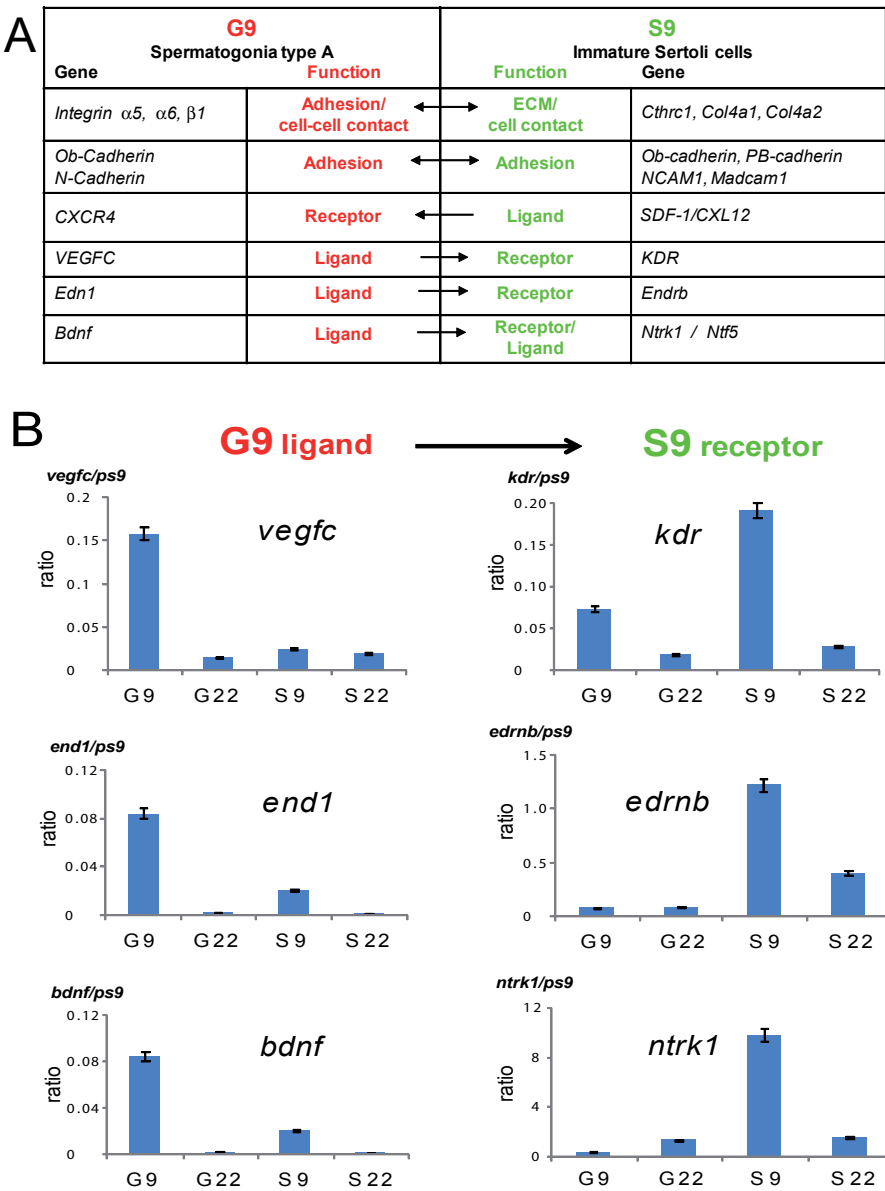 A
G9
Spermatogonia type A
S9
Immature Sertoli cells
Gene Function Function Gene
Integrin α5, α6, β1
Adhesion/
cell-cell contact
ECM/
cell contact
Cthrc1, Col4a1, Col4a2
Ob-Cadherin
N-Cadherin
Adhesion
Adhesion
Ob-cadherin, PB-cadherin
NCAM1, Madcam1
CXCR4 Receptor Ligand SDF-1/CXL12
VEGFC Ligand Receptor KDR
Edn1 Ligand Receptor Endrb
Bdnf Ligand
Receptor/
Ligand
Ntrk1 / Ntf5
B
G9 ligand S9 receptor
vegfc/ps9
vegfc
ratio
0.2
0.15
0.1
0.05
0
G9 G22 S9 S22
kdr/ps9
kdr
ratio
0.20
0.15
0.10
0.05
0
G9 G22 S9 S22
end1/ps9
end1
ratio
0.12
0.08
0.04
0
G9 G22 S9 S22
edrnb/ps9
edrnb
ratio
1.5
1.0
0.5
0
G9 G22 S9 S22
bdnf/ps9
bdnf
ratio
0.12
0.08
0.04
0
G9 G22 S9 S22
ntrk1/ps9
ntrk1
ratio
12
8
4
0
G9 G22 S9 S22